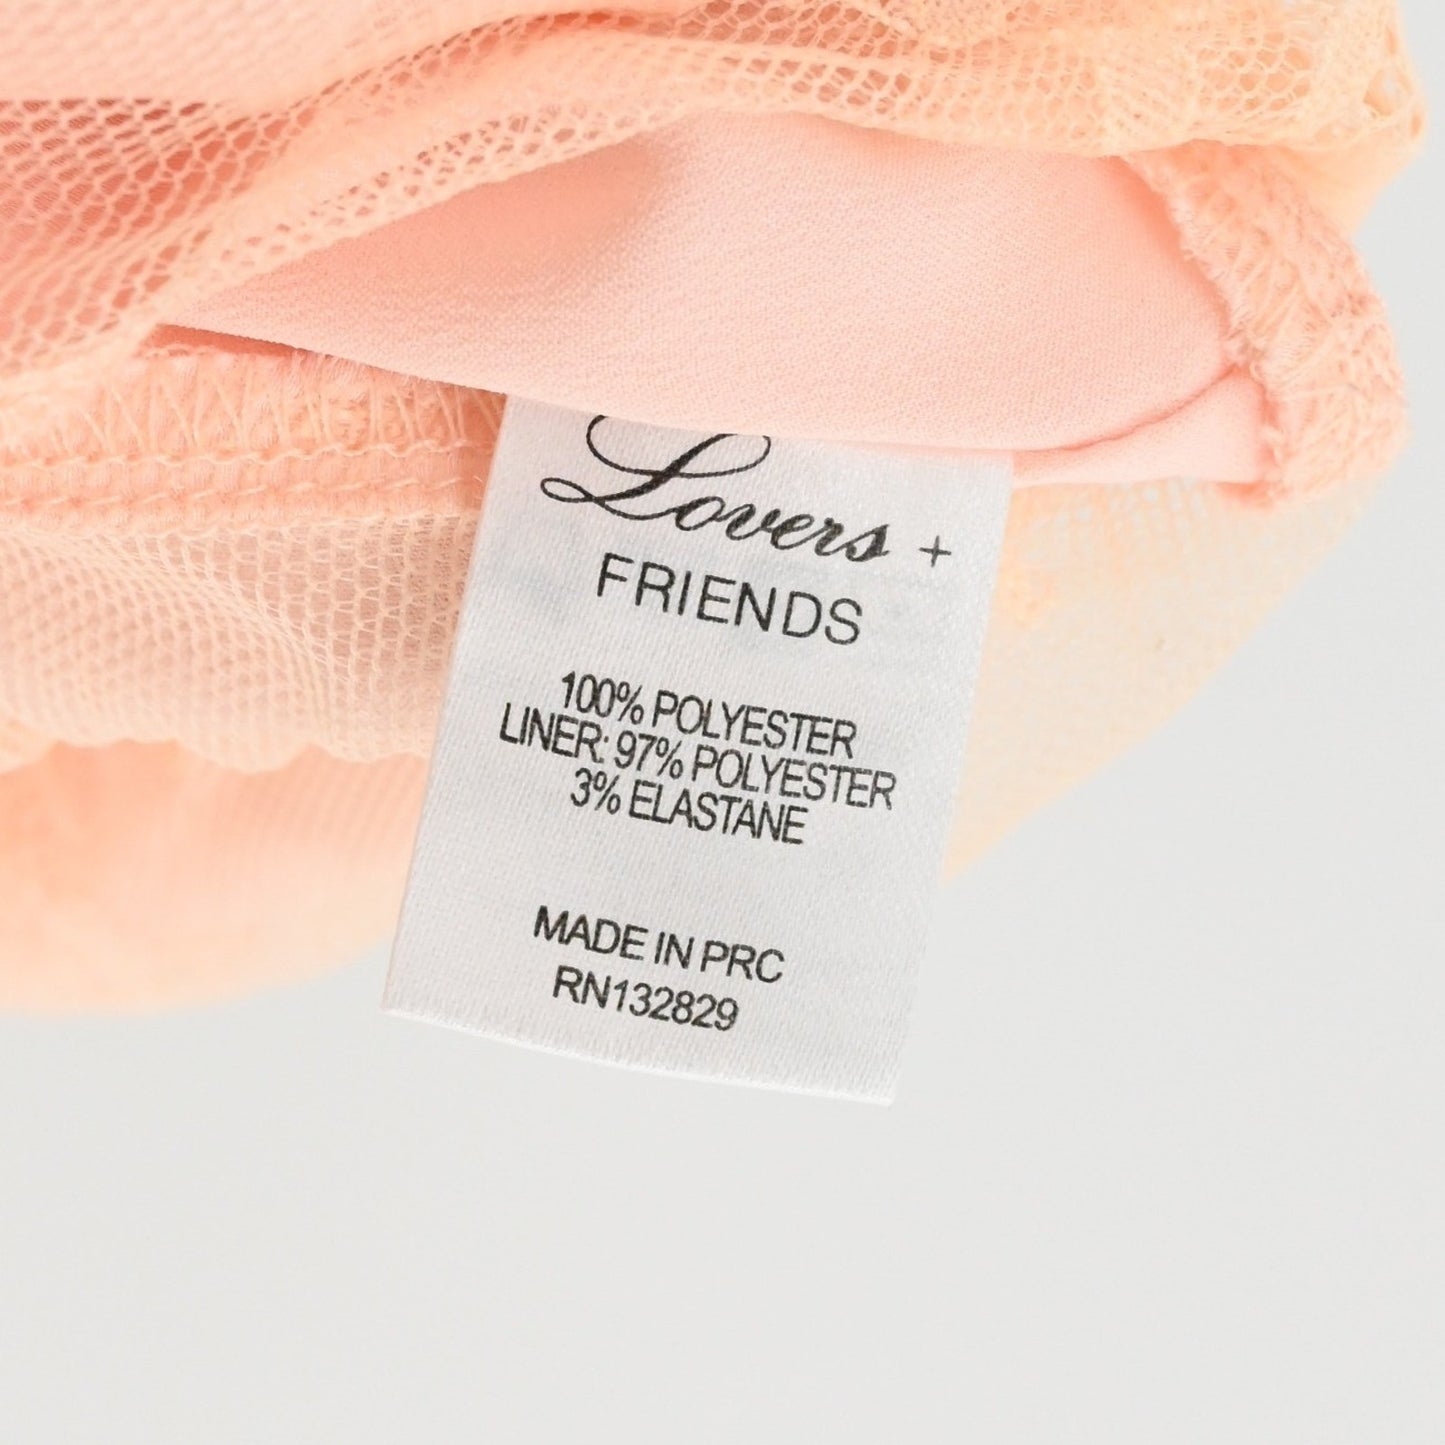 Lovers +
FRIENDS
100% POLYESTER
LINER: 97% POLYESTER
3% ELASTANE
MADE IN PRC
RN132829